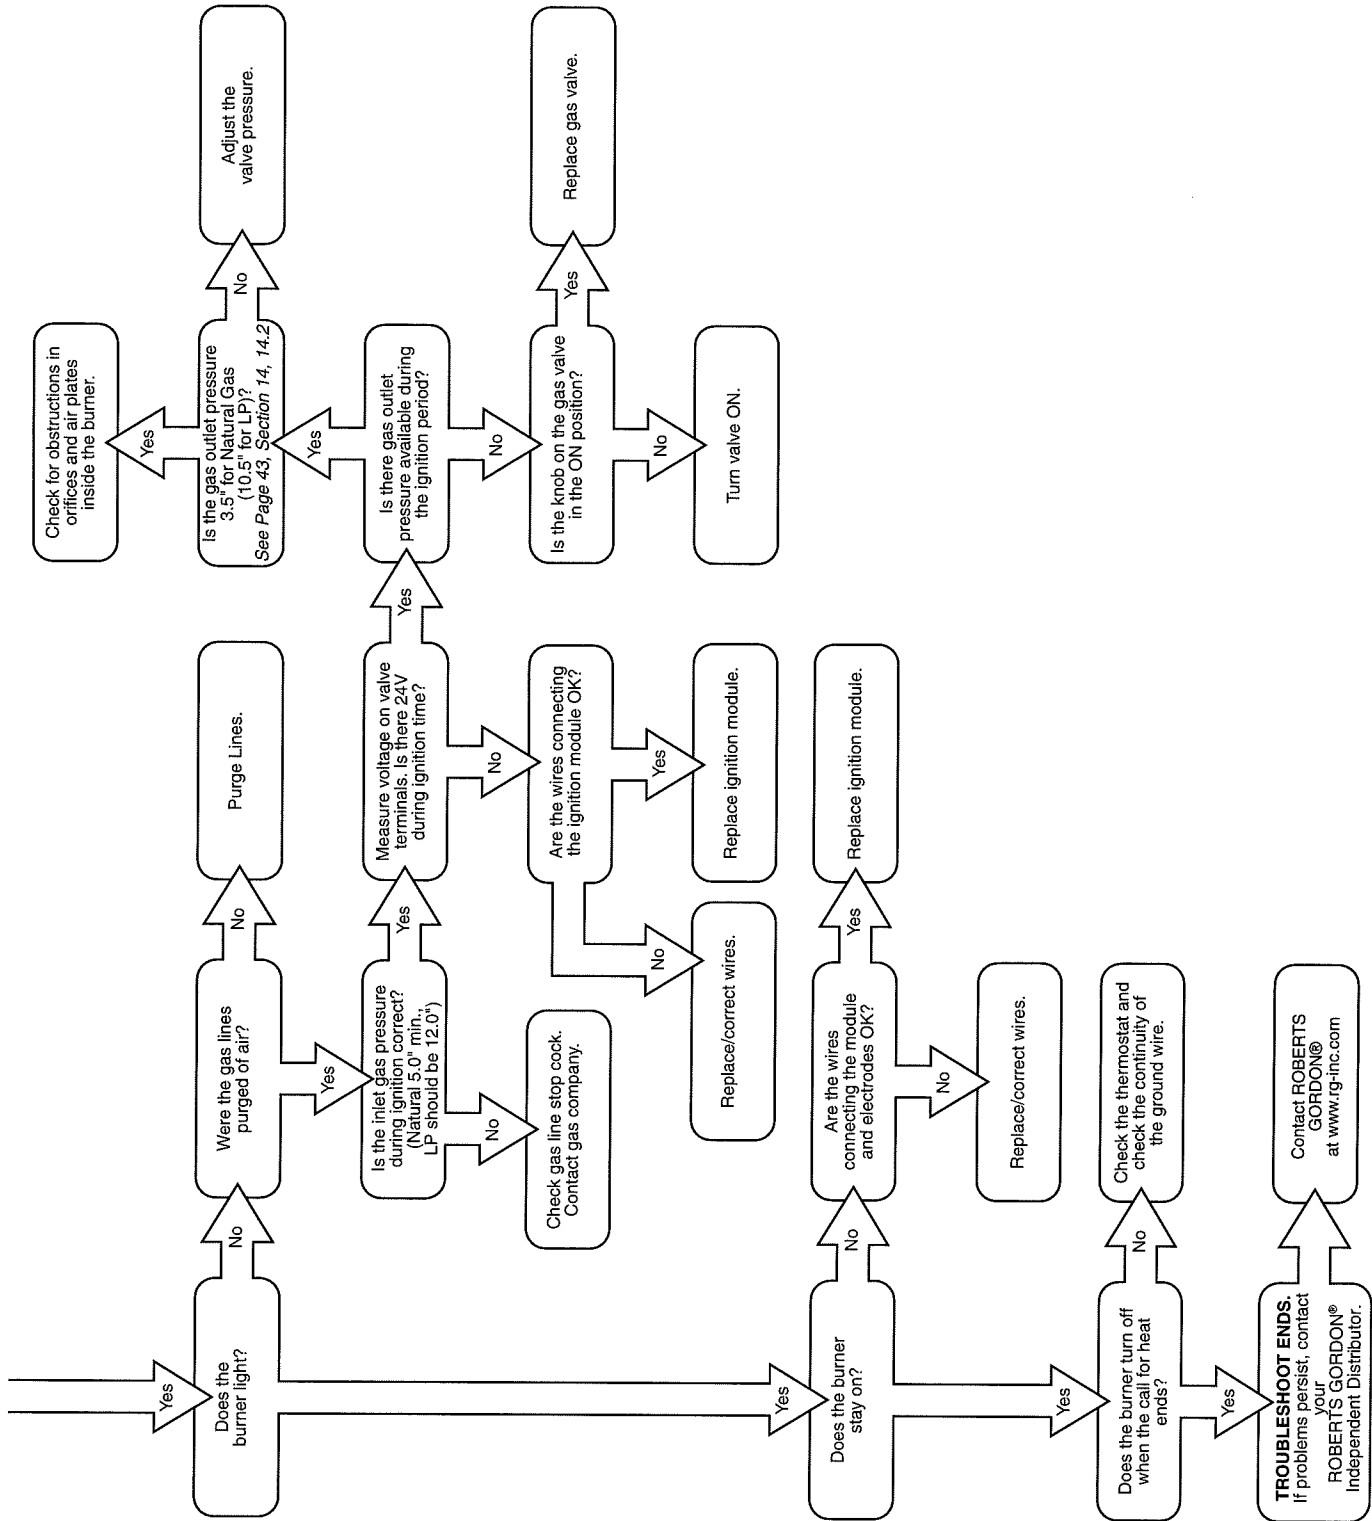 Yes
Does the
burner light?
No
Were the gas lines
purged of air?
No
Purge Lines.
Yes
Is the inlet gas pressure
during ignition correct?
(Natural 5.0" min.,
LP should be 12.0")
No
Check gas line stop cock.
Contact gas company.
Yes
Measure voltage on valve
terminals. Is there 24V
during ignition time?
No
Are the wires connecting
the ignition module OK?
No
Replace/correct wires.
Yes
Replace ignition module.
Yes
Is there gas outlet
pressure available during
the ignition period?
Yes
Is the gas outlet pressure
3.5" for Natural Gas
(10.5" for LP)?
See Page 43, Section 14, 14.2
Yes
Check for obstructions in
orifices and air plates
inside the burner.
No
Adjust the
valve pressure.
No
Is the knob on the gas valve
in the ON position?
Yes
Replace gas valve.
No
Turn valve ON.
Yes
Does the burner
stay on?
No
Are the wires
connecting the module
and electrodes OK?
Yes
Replace ignition module.
No
Replace/correct wires.
Yes
Does the burner turn off
when the call for heat
ends?
No
Check the thermostat and
check the continuity of
the ground wire.
Yes
TROUBLESHOOT ENDS.
If problems persist, contact
your
ROBERTS GORDON®
Independent Distributor.
Contact ROBERTS
GORDON®
at www.rg-inc.com